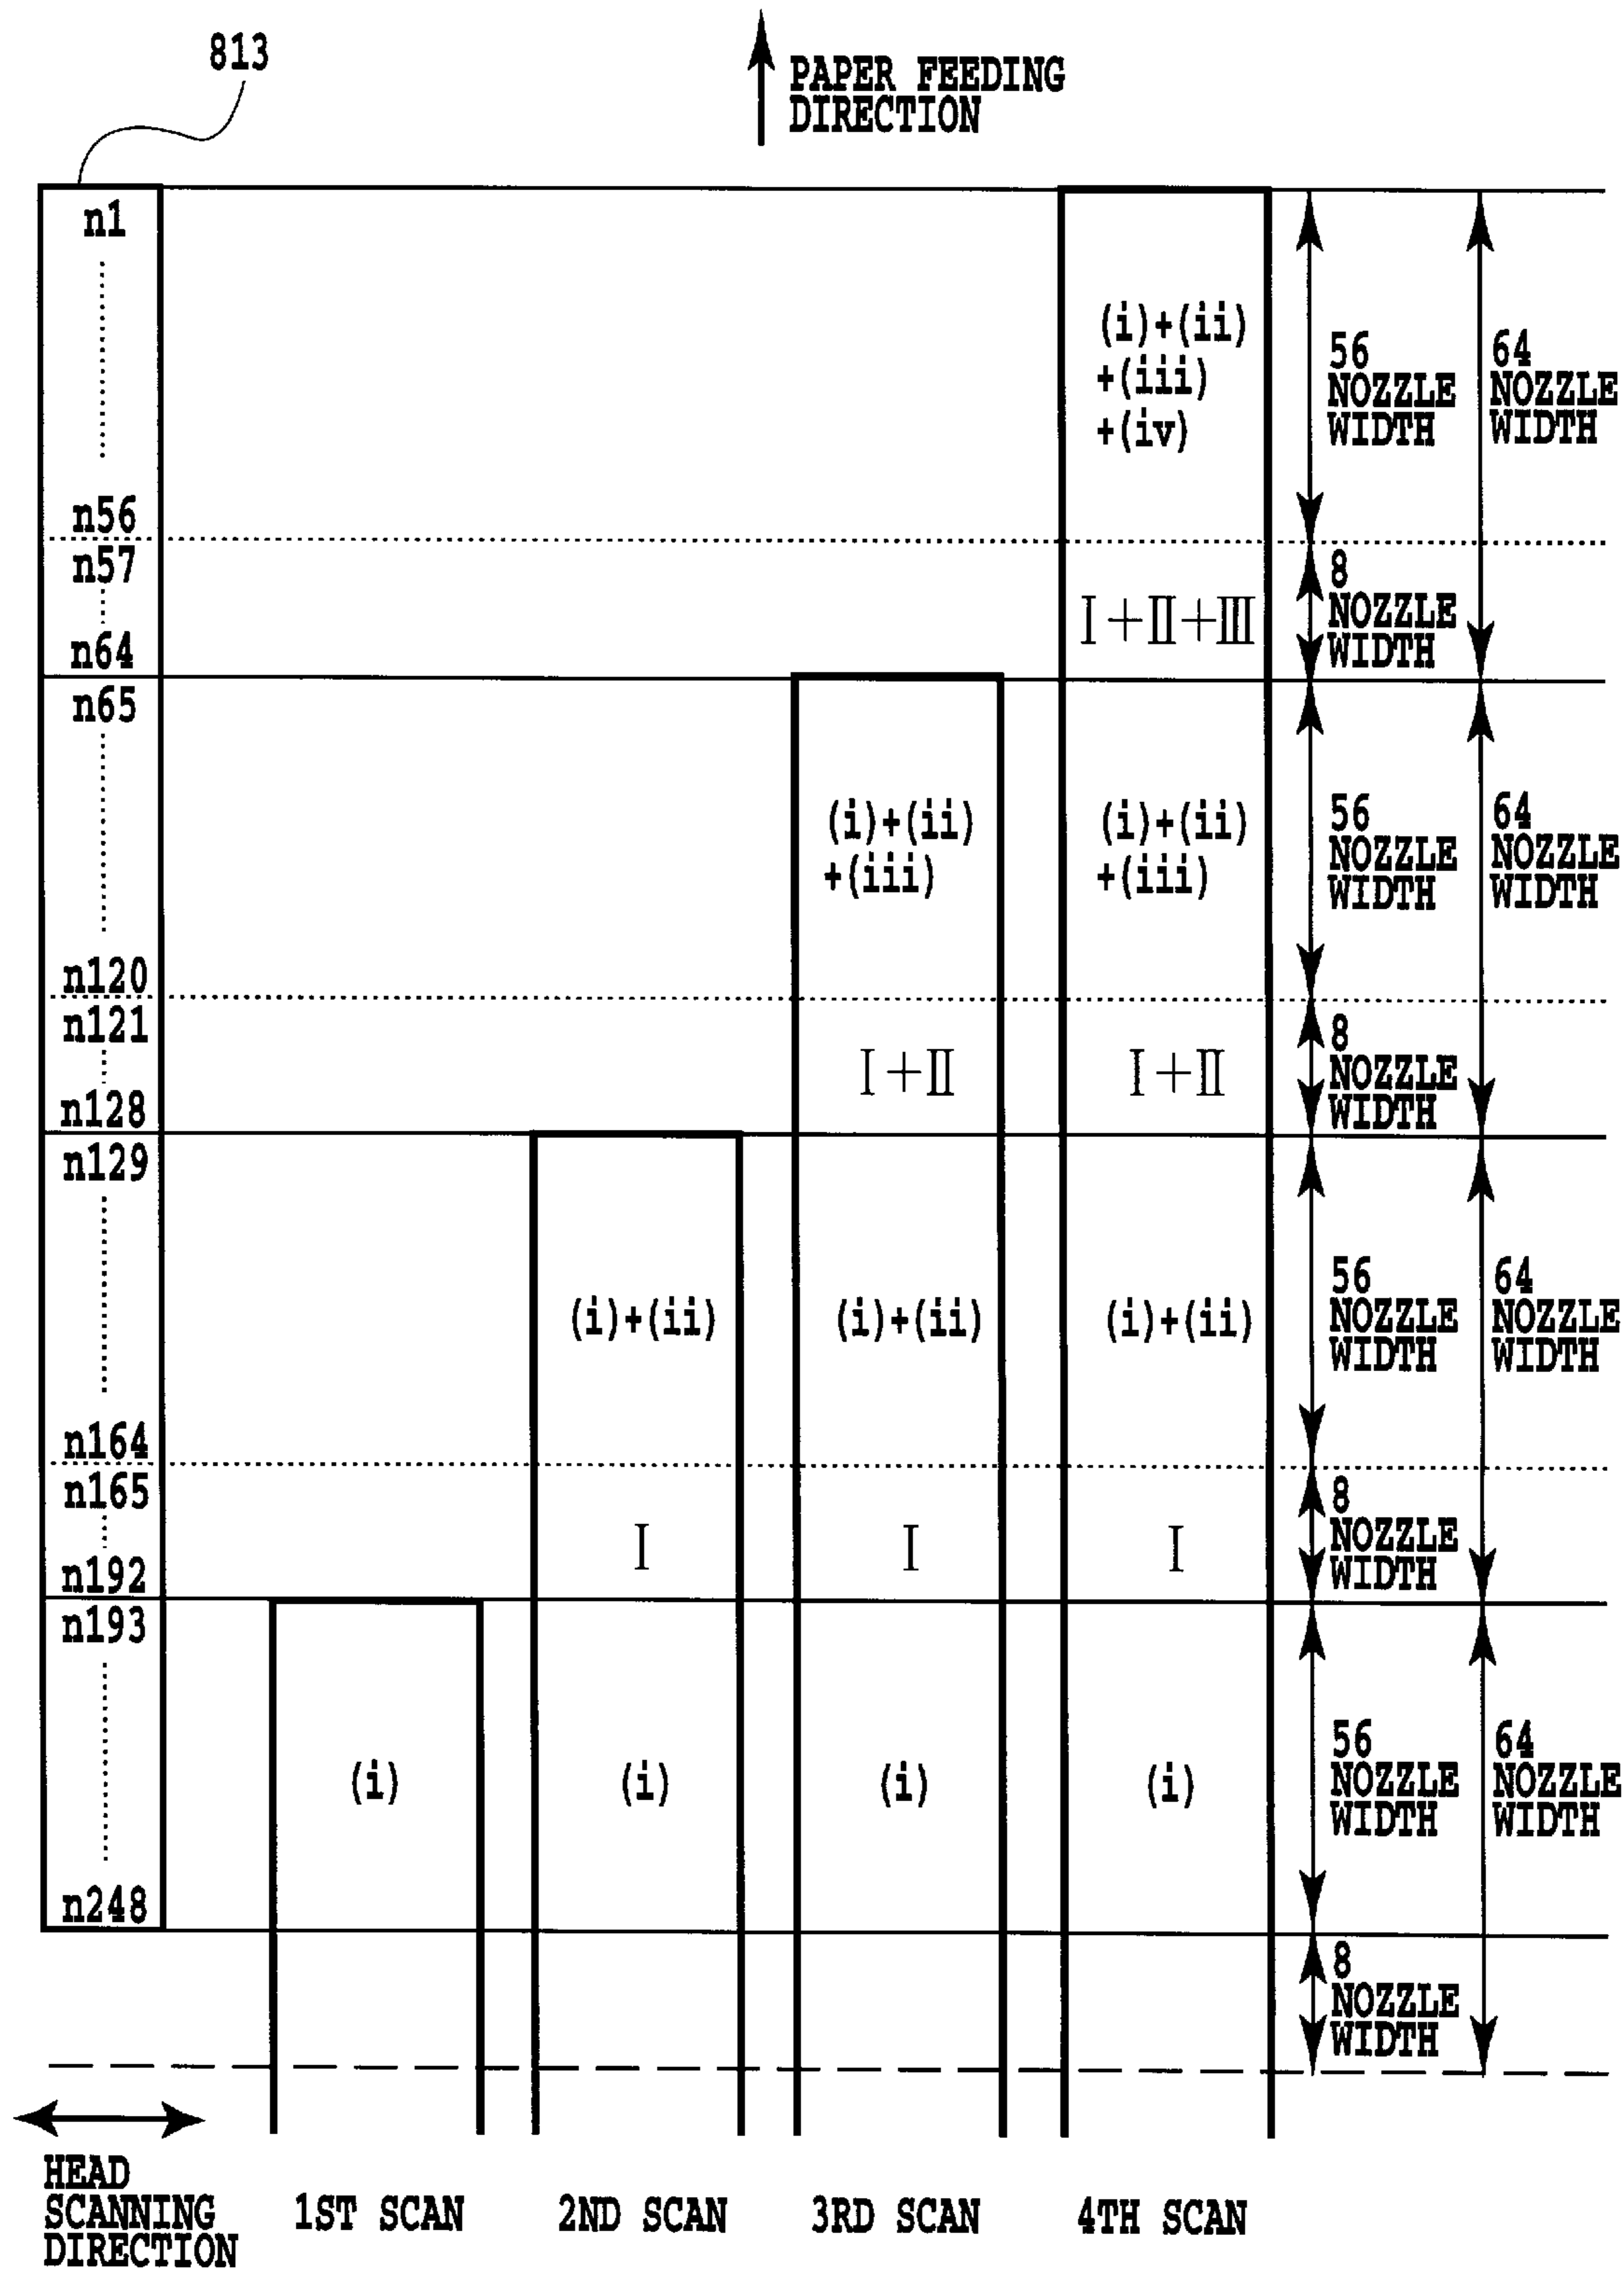 813
PAPER FEEDING
DIRECTION
n1
(i)+(ii)
+(iii)
+(iv)
56
NOZZLE
WIDTH
64
NOZZLE
WIDTH
n56
n57
n64
Ⅰ+Ⅱ+Ⅲ
8
NOZZLE
WIDTH
n65
(i)+(ii)
+(iii)
(i)+(ii)
+(iii)
56
NOZZLE
WIDTH
64
NOZZLE
WIDTH
n120
n121
n128
Ⅰ+Ⅱ
Ⅰ+Ⅱ
8
NOZZLE
WIDTH
n129
(i)+(ii)
(i)+(ii)
(i)+(ii)
56
NOZZLE
WIDTH
64
NOZZLE
WIDTH
n164
n165
n192
Ⅰ
Ⅰ
Ⅰ
8
NOZZLE
WIDTH
n193
(i)
(i)
(i)
(i)
56
NOZZLE
WIDTH
64
NOZZLE
WIDTH
n248
8
NOZZLE
WIDTH
HEAD
SCANNING
DIRECTION
1ST SCAN
2ND SCAN
3RD SCAN
4TH SCAN